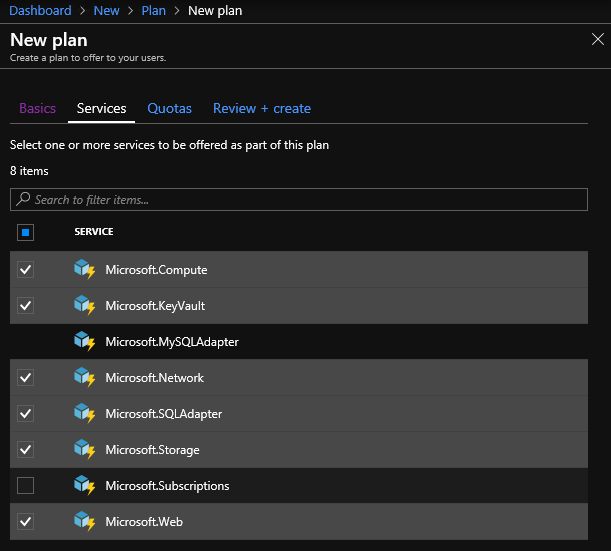 Dashboard > New > Plan > New plan
New plan
Create a plan to offer to your users.
Basics Services Quotas Review + create
Select one or more services to be offered as part of this plan
8 items
Search to filter items...
SERVICE
Microsoft.Compute
Microsoft.KeyVault
Microsoft.MySQLAdapter
Microsoft.Network
Microsoft.SQLAdapter
Microsoft.Storage
Microsoft.Subscriptions
Microsoft.Web